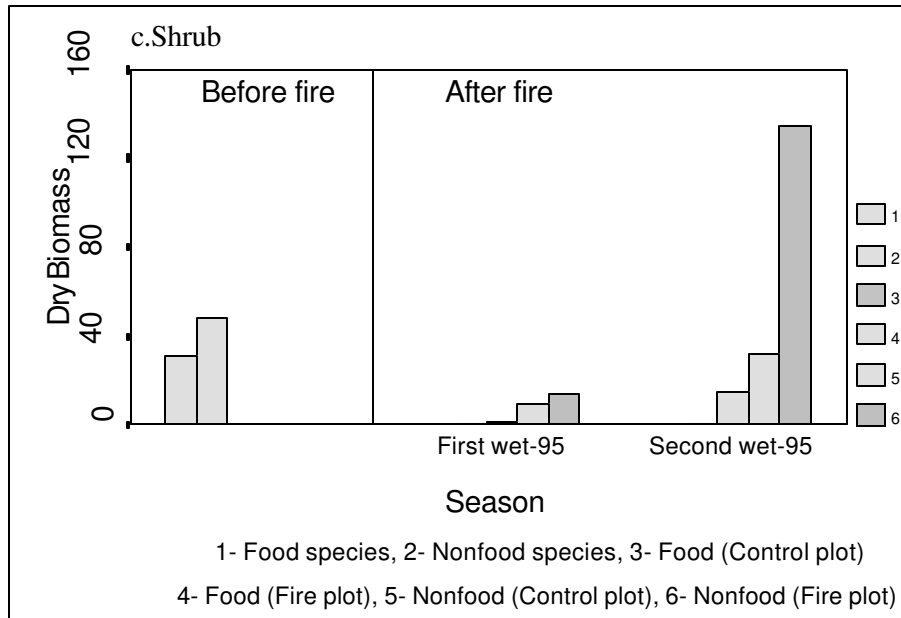 c.Shrub
160
120
80
40
0
Dry Biomass
Before fire
After fire
First wet-95
Second wet-95
Season
1
2
3
4
5
6
1- Food species, 2- Nonfood species, 3- Food (Control plot)
4- Food (Fire plot), 5- Nonfood (Control plot), 6- Nonfood (Fire plot)